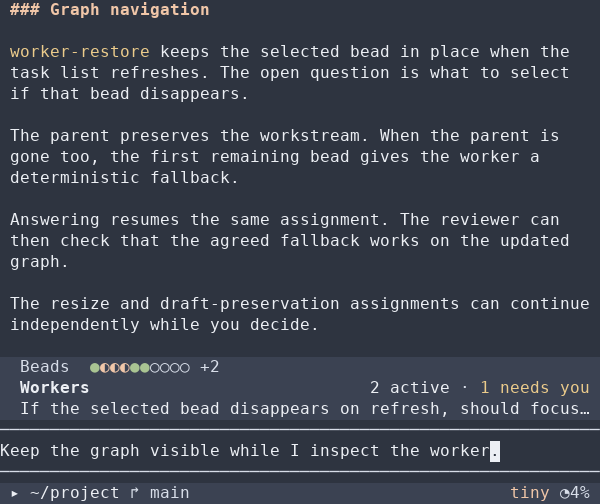 ### Graph navigation
worker-restore keeps the selected bead in place when the
task list refreshes. The open question is what to select
if that bead disappears.
The parent preserves the workstream. When the parent is
gone too, the first remaining bead gives the worker a
deterministic fallback.
Answering resumes the same assignment. The reviewer can
then check that the agreed fallback works on the updated
graph.
The resize and draft-preservation assignments can continue
independently while you decide.
Beads ●◐◐◐●●○○○○ +2
Workers 2 active · 1 needs you
If the selected bead disappears on refresh, should focus…
Keep the graph visible while I inspect the worker.
▸ ~/project ↱ main tiny ◔4%